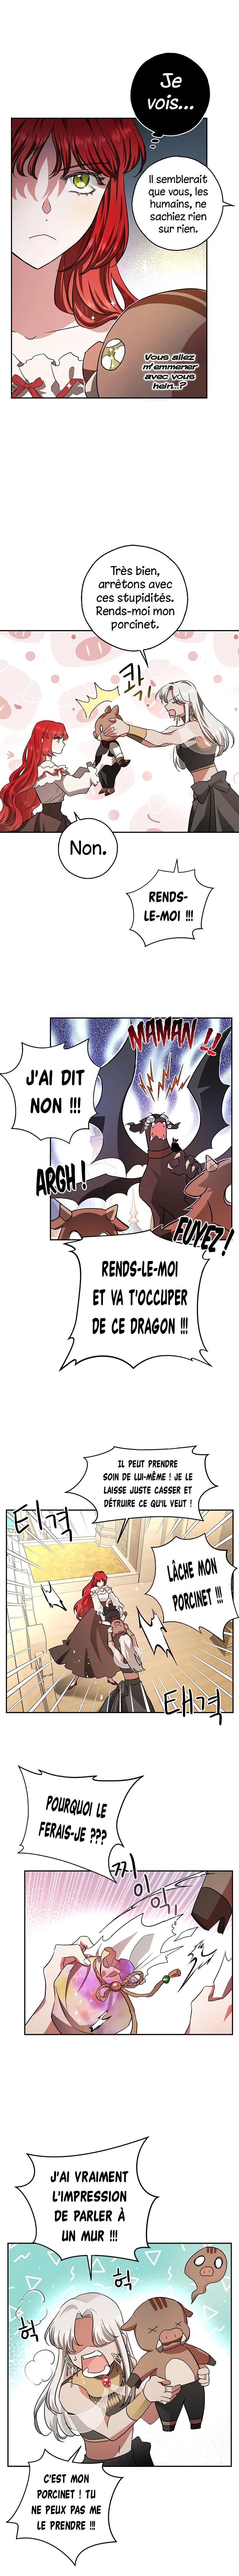 Je
vois...
Il semblerait
que vous, les
humains, ne
sachiez rien
sur rien.
Vous allez
m'emmener
avec vous
hein...?
Très bien,
arrêtons avec
ces stupidités.
Rends-moi mon
porcinet.
콰
Non.
RENDS-
LE-MOI !!!
MAMAN !!
J'AI DIT
NON !!!
ARGH !
FUYEZ !
RENDS-LE-MOI
ET VA T'OCCUPER
DE CE DRAGON !!!
IL PEUT PRENDRE
SOIN DE LUI-MÊME ! JE LE
LAISSE JUSTE CASSER ET
DÉTRUIRE CE QU'IL VEUT !
티격
LÂCHE MON
PORCINET !!!
태격
POURQUOI LE
FERAIS-JE ???
끼이익
J'AI VRAIMENT
L'IMPRESSION
DE PARLER À
UN MUR !!!
헉
헉
C'EST MON
PORCINET ! TU
NE PEUX PAS ME
LE PRENDRE !!!